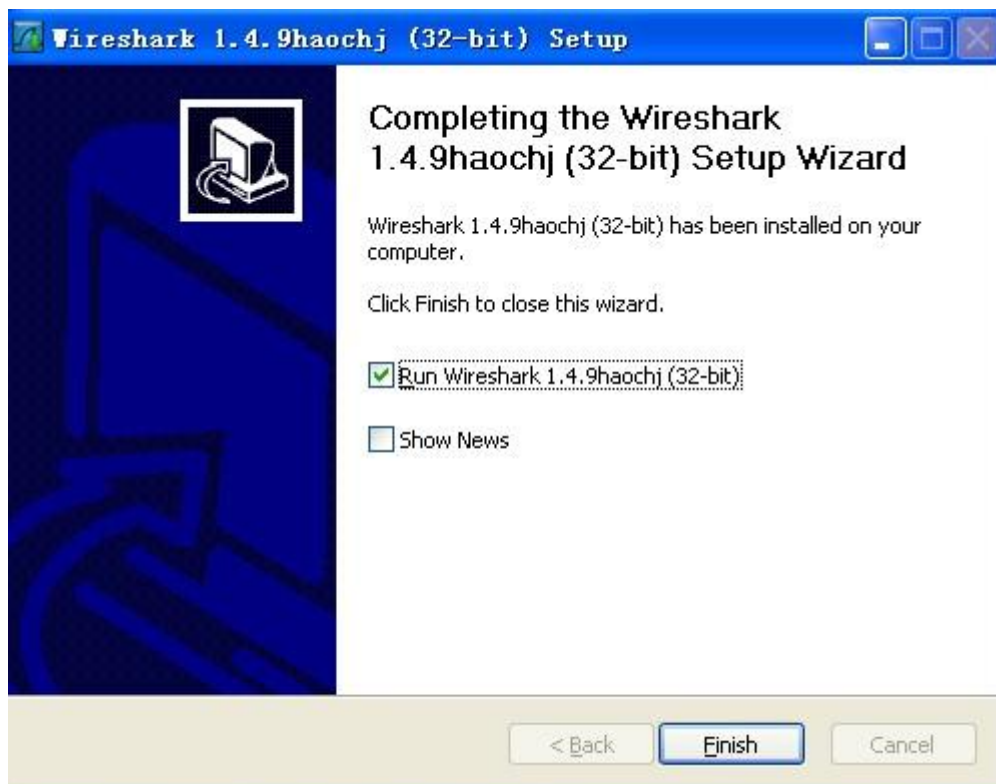 Wireshark 1.4.9haochj (32-bit) Setup
Completing the Wireshark
1.4.9haochj (32-bit) Setup Wizard
Wireshark 1.4.9haochj (32-bit) has been installed on your
computer.
Click Finish to close this wizard.
Run Wireshark 1.4.9haochj (32-bit)
Show News
< Back
Finish
Cancel